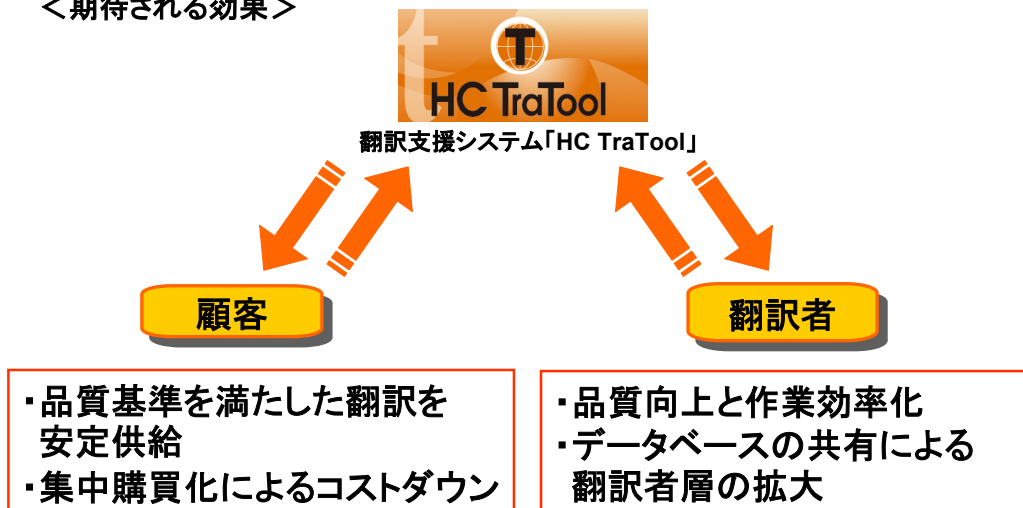 ＜期待される効果＞
t
T
HC TraTool
翻訳支援システム「HC TraTool」
顧客
翻訳者
・品質基準を満たした翻訳を
安定供給
・集中購買化によるコストダウン
・品質向上と作業効率化
・データベースの共有による
翻訳者層の拡大